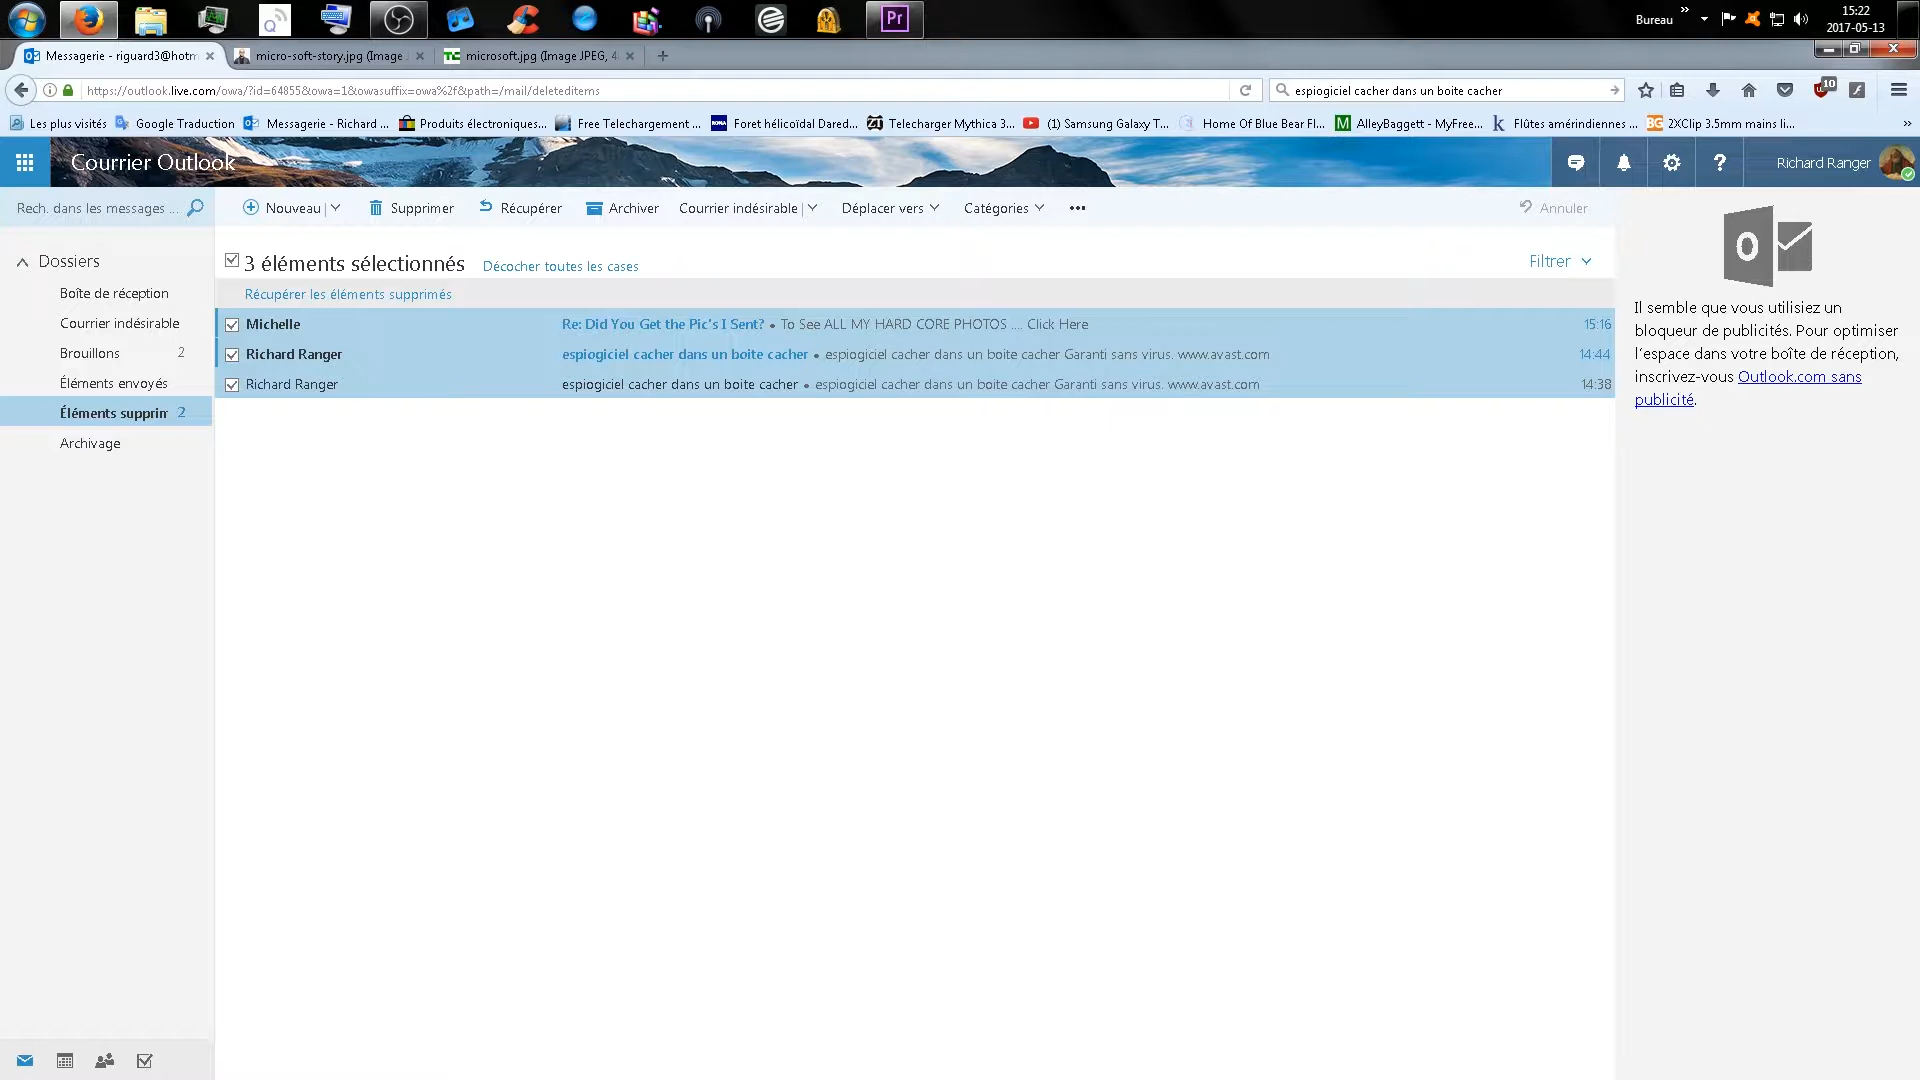 Pr
Bureau
»
15:22
2017-05-13
Messagerie - riguard3@hotm
micro-soft-story.jpg (Image
microsoft.jpg (Image JPEG, 4
https://outlook.live.com/owa/?id=64855&owa=1&owasuffix=owa%2f&path=/mail/deleteditems
espiogiciel cacher dans un boite cacher
10
Les plus visités
Google Traduction
Messagerie - Richard ...
Produits électroniques...
Free Telechargement ...
Foret hélicoïdal Dared...
Telecharger Mythica 3...
(1) Samsung Galaxy T...
Home Of Blue Bear Fl...
AlleyBaggett - MyFree...
Flûtes amérindiennes ...
2XClip 3.5mm mains li...
»
Courrier Outlook
Richard Ranger
Rech. dans les messages ...
Nouveau
Supprimer
Récupérer
Archiver
Courrier indésirable
Déplacer vers
Catégories
•••
Annuler
Dossiers
Boîte de réception
Courrier indésirable
Brouillons 2
Éléments envoyés
Éléments supprin 2
Archivage
3 éléments sélectionnés
Décocher toutes les cases
Filtrer
Récupérer les éléments supprimés
Michelle Re: Did You Get the Pic's I Sent? • To See ALL MY HARD CORE PHOTOS .... Click Here 15:16
Richard Ranger espiogiciel cacher dans un boite cacher • espiogiciel cacher dans un boite cacher Garanti sans virus. www.avast.com 14:44
Richard Ranger espiogiciel cacher dans un boite cacher • espiogiciel cacher dans un boite cacher Garanti sans virus. www.avast.com 14:38
Il semble que vous utilisiez un
bloqueur de publicités. Pour optimiser
l'espace dans votre boîte de réception,
inscrivez-vous Outlook.com sans
publicité.